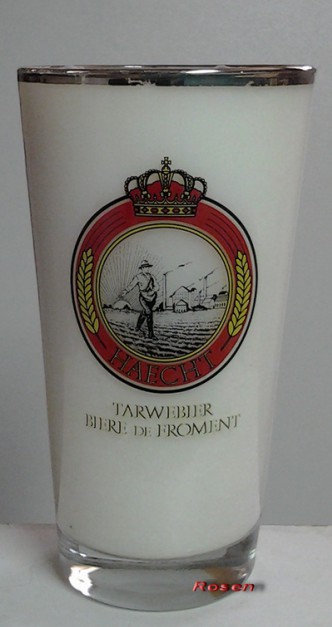 HAECHT
TARWEBIER
BIERE DE FROMENT
Rosen